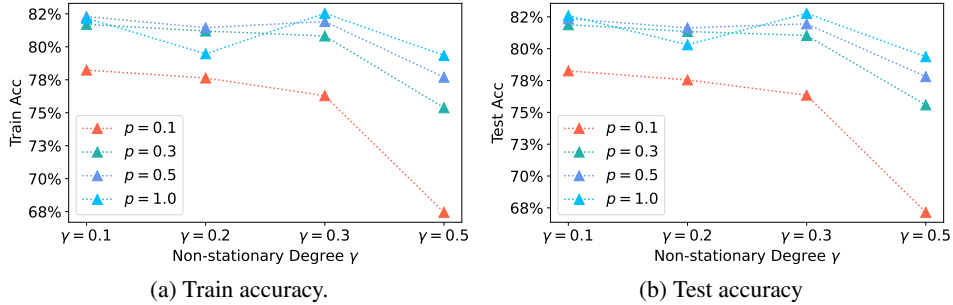 82%
80%
78%
75%
73%
70%
68%
Train Acc
p = 0.1
p = 0.3
p = 0.5
p = 1.0
γ = 0.1 γ = 0.2 γ = 0.3 γ = 0.5
Non-stationary Degree γ
(a) Train accuracy.
82%
80%
78%
75%
73%
70%
68%
Test Acc
p = 0.1
p = 0.3
p = 0.5
p = 1.0
γ = 0.1 γ = 0.2 γ = 0.3 γ = 0.5
Non-stationary Degree γ
(b) Test accuracy